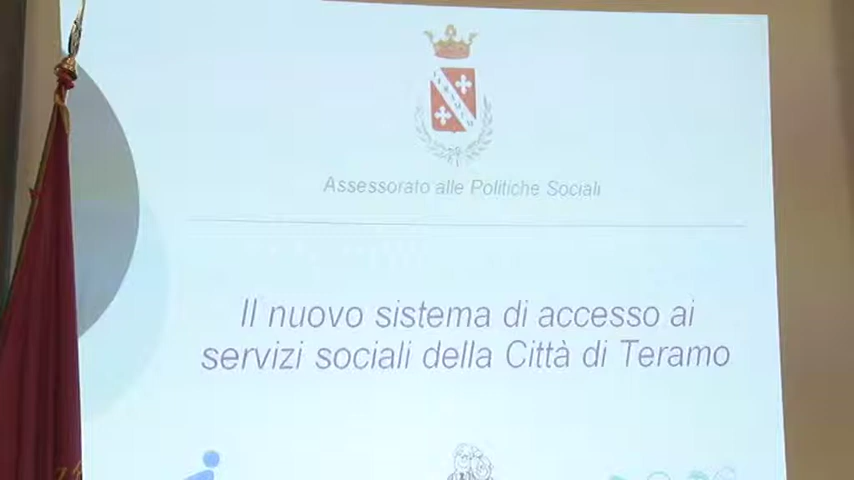 Assessorato alle Politiche Sociali
Il nuovo sistema di accesso ai
servizi sociali della Città di Teramo